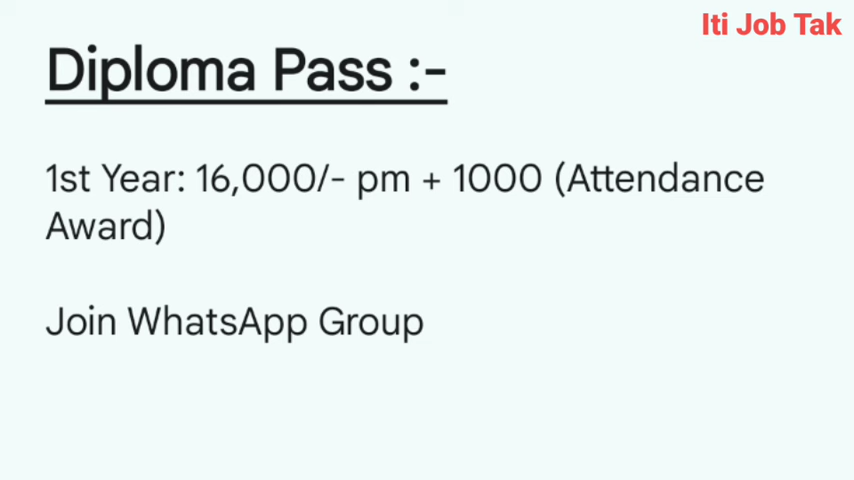 Iti Job Tak
Diploma Pass :-
1st Year: 16,000/- pm + 1000 (Attendance
Award)
Join WhatsApp Group